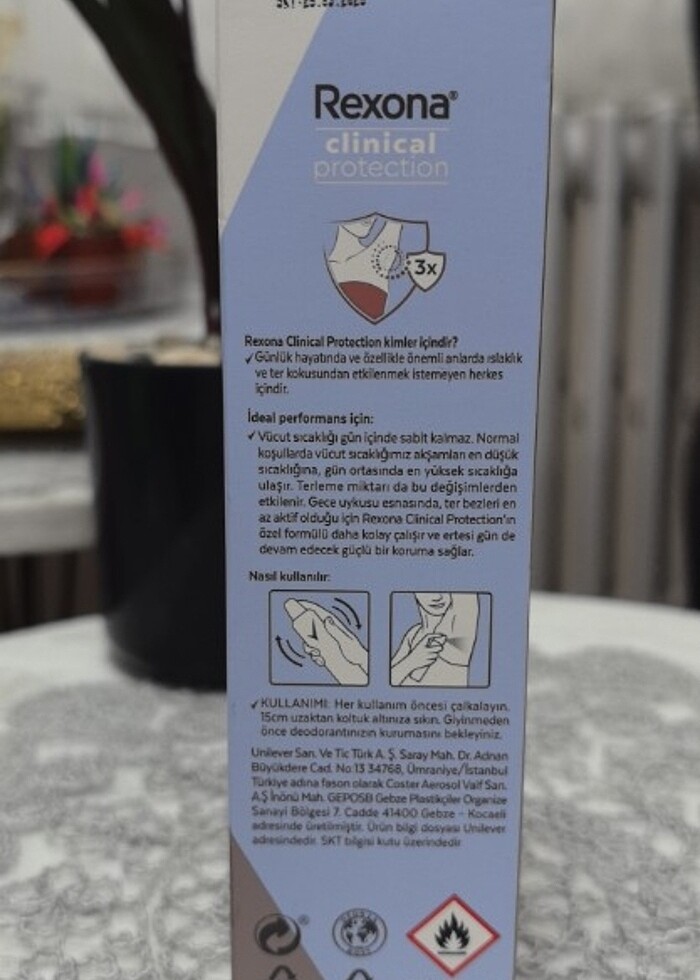 Rexona®
clinical
protection
3x
Rexona Clinical Protection kimler içindir?
✓ Günlük hayatında ve özellikle önemli anlarda ıslaklık
ve ter kokusundan etkilenmek istemeyen herkes
içindir.
İdeal performans için:
✓ Vücut sıcaklığı gün içinde sabit kalmaz. Normal
koşullarda vücut sıcaklığımız akşamları en düşük
sıcaklığına, gün ortasında en yüksek sıcaklığa
ulaşır. Terleme miktarı da bu değişimlerden
etkilenir. Gece uykusu esnasında, ter bezleri en
az aktif olduğu için Rexona Clinical Protection'ın
özel formülü daha kolay çalışır ve ertesi gün de
devam edecek güçlü bir koruma sağlar.
Nasıl kullanılır:
✓ KULLANIMI: Her kullanım öncesi çalkalayın,
15cm uzaktan koltuk altınıza sıkın. Giyinmeden
önce deodorantınızın kurumasını bekleyiniz.
Unilever San. Ve Tic Türk A. Ş. Saray Mah. Dr. Adnan
Büyükdere Cad. No:13 34768, Ümraniye/İstanbul
Türkiye adına fason olarak Coster Aerosol Valf San.
A.Ş İnönü Mah. GEPOSB Gebze Plastikçiler Organize
Sanayi Bölgesi 7. Cadde 41400 Gebze - Kocaeli
adresinde üretilmiştir. Ürün bilgi dosyası Unilever
adresindedir. SKT bilgisi kutu üzerindedir